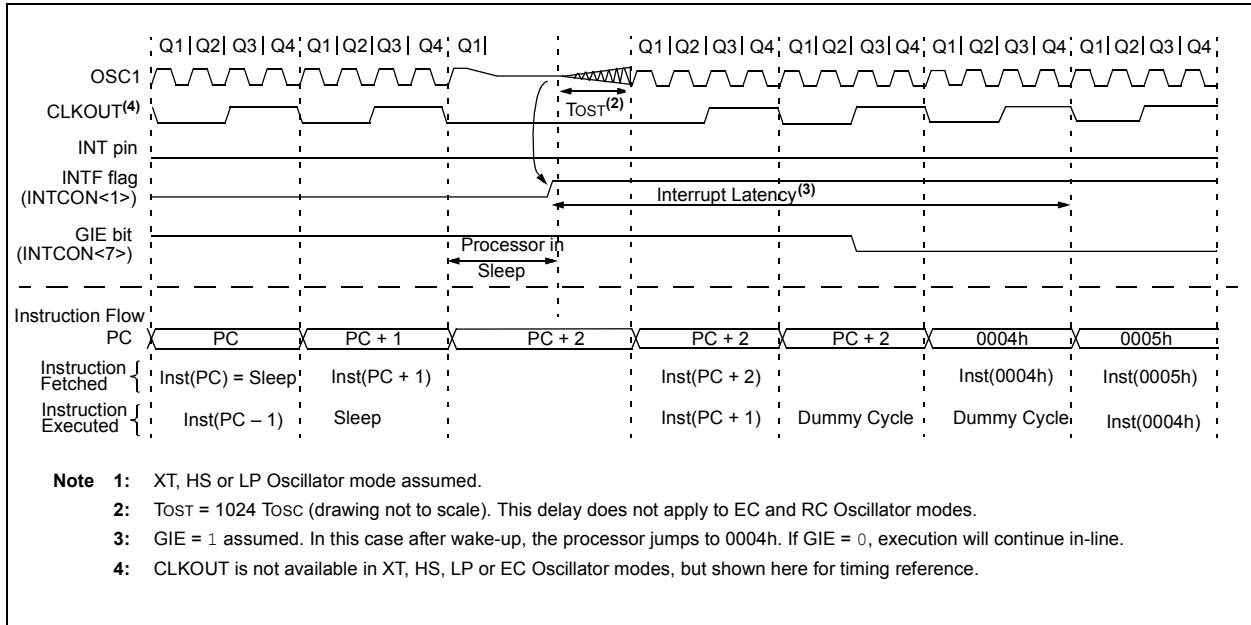 Q1 Q2 Q3 Q4 Q1 Q2 Q3 Q4 Q1 Q1 Q2 Q3 Q4 Q1 Q2 Q3 Q4 Q1 Q2 Q3 Q4 Q1 Q2 Q3 Q4
OSC1
CLKOUT(4)
TOST(2)
INT pin
INTF flag
(INTCON<1>)
Interrupt Latency(3)
GIE bit
(INTCON<7>)
Processor in
Sleep
Instruction Flow
PC PC PC + 1 PC + 2 PC + 2 PC + 2 0004h 0005h
Instruction
Fetched
Inst(PC) = Sleep Inst(PC + 1) Inst(PC + 2) Inst(0004h) Inst(0005h)
Instruction
Executed
Inst(PC – 1) Sleep Inst(PC + 1) Dummy Cycle Dummy Cycle Inst(0004h)
Note 1: XT, HS or LP Oscillator mode assumed.
2: TOST = 1024 TOSC (drawing not to scale). This delay does not apply to EC and RC Oscillator modes.
3: GIE = 1 assumed. In this case after wake-up, the processor jumps to 0004h. If GIE = 0, execution will continue in-line.
4: CLKOUT is not available in XT, HS, LP or EC Oscillator modes, but shown here for timing reference.